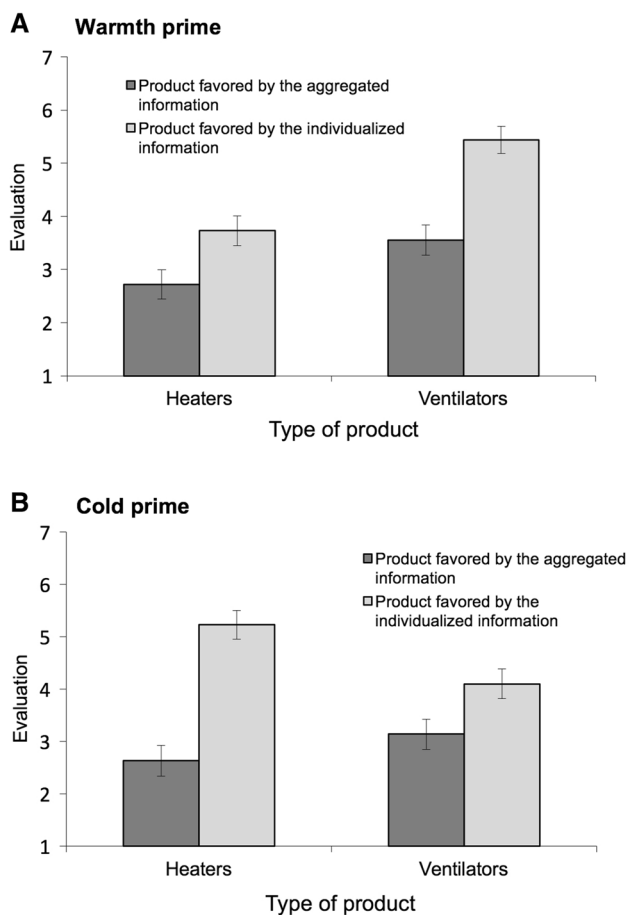 A Warmth prime
7
6
5
4
3
2
1
Evaluation
Product favored by the aggregated
information
Product favored by the individualized
information
Heaters Ventilators
Type of product
B Cold prime
7
6
5
4
3
2
1
Evaluation
Product favored by the aggregated
information
Product favored by the
individualized information
Heaters Ventilators
Type of product